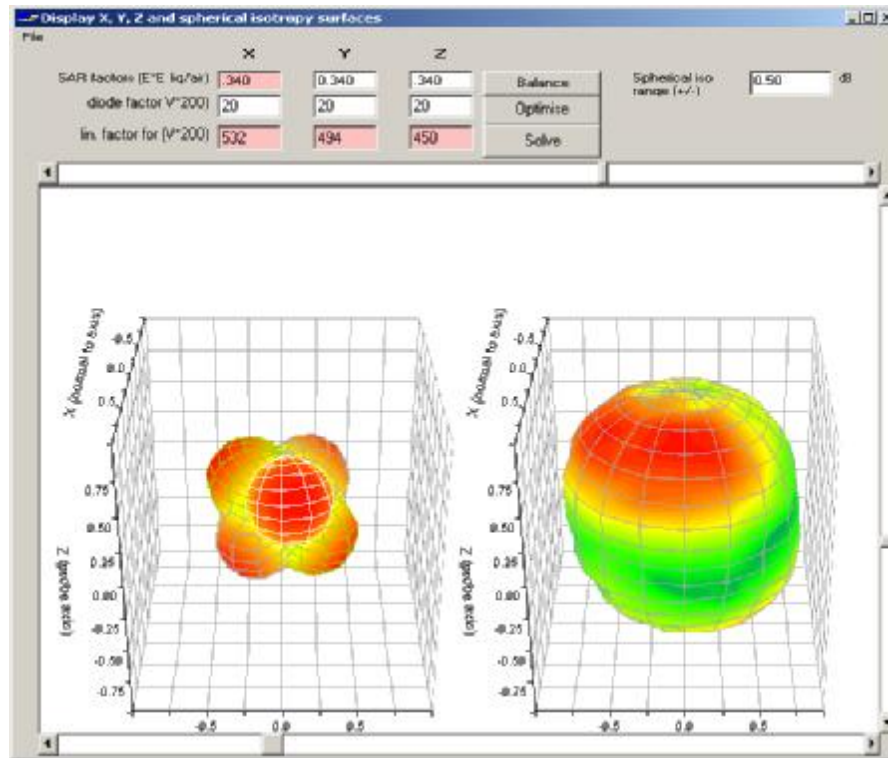 Display X, Y, Z and spherical isotropy surfaces
File
X Y Z
SAR factors (E*E liq/air) .340 0.340 .340 Balance Spherical iso range (+/-) 0.50 dB
diode factor V*200) 20 20 20 Optimise
lin. factor for (V*200) 532 494 450 Solve
X (normal to axis)
-0.5
0.0
0.5
Z (probe axis)
0.75
0.50
0.25
0.00
-0.25
-0.50
-0.75
-0.5 0.0 0.5
X (normal to axis)
-0.5
0.0
0.5
Z (probe axis)
0.75
0.50
0.25
0.00
-0.25
-0.50
-0.75
-0.5 0.0 0.5